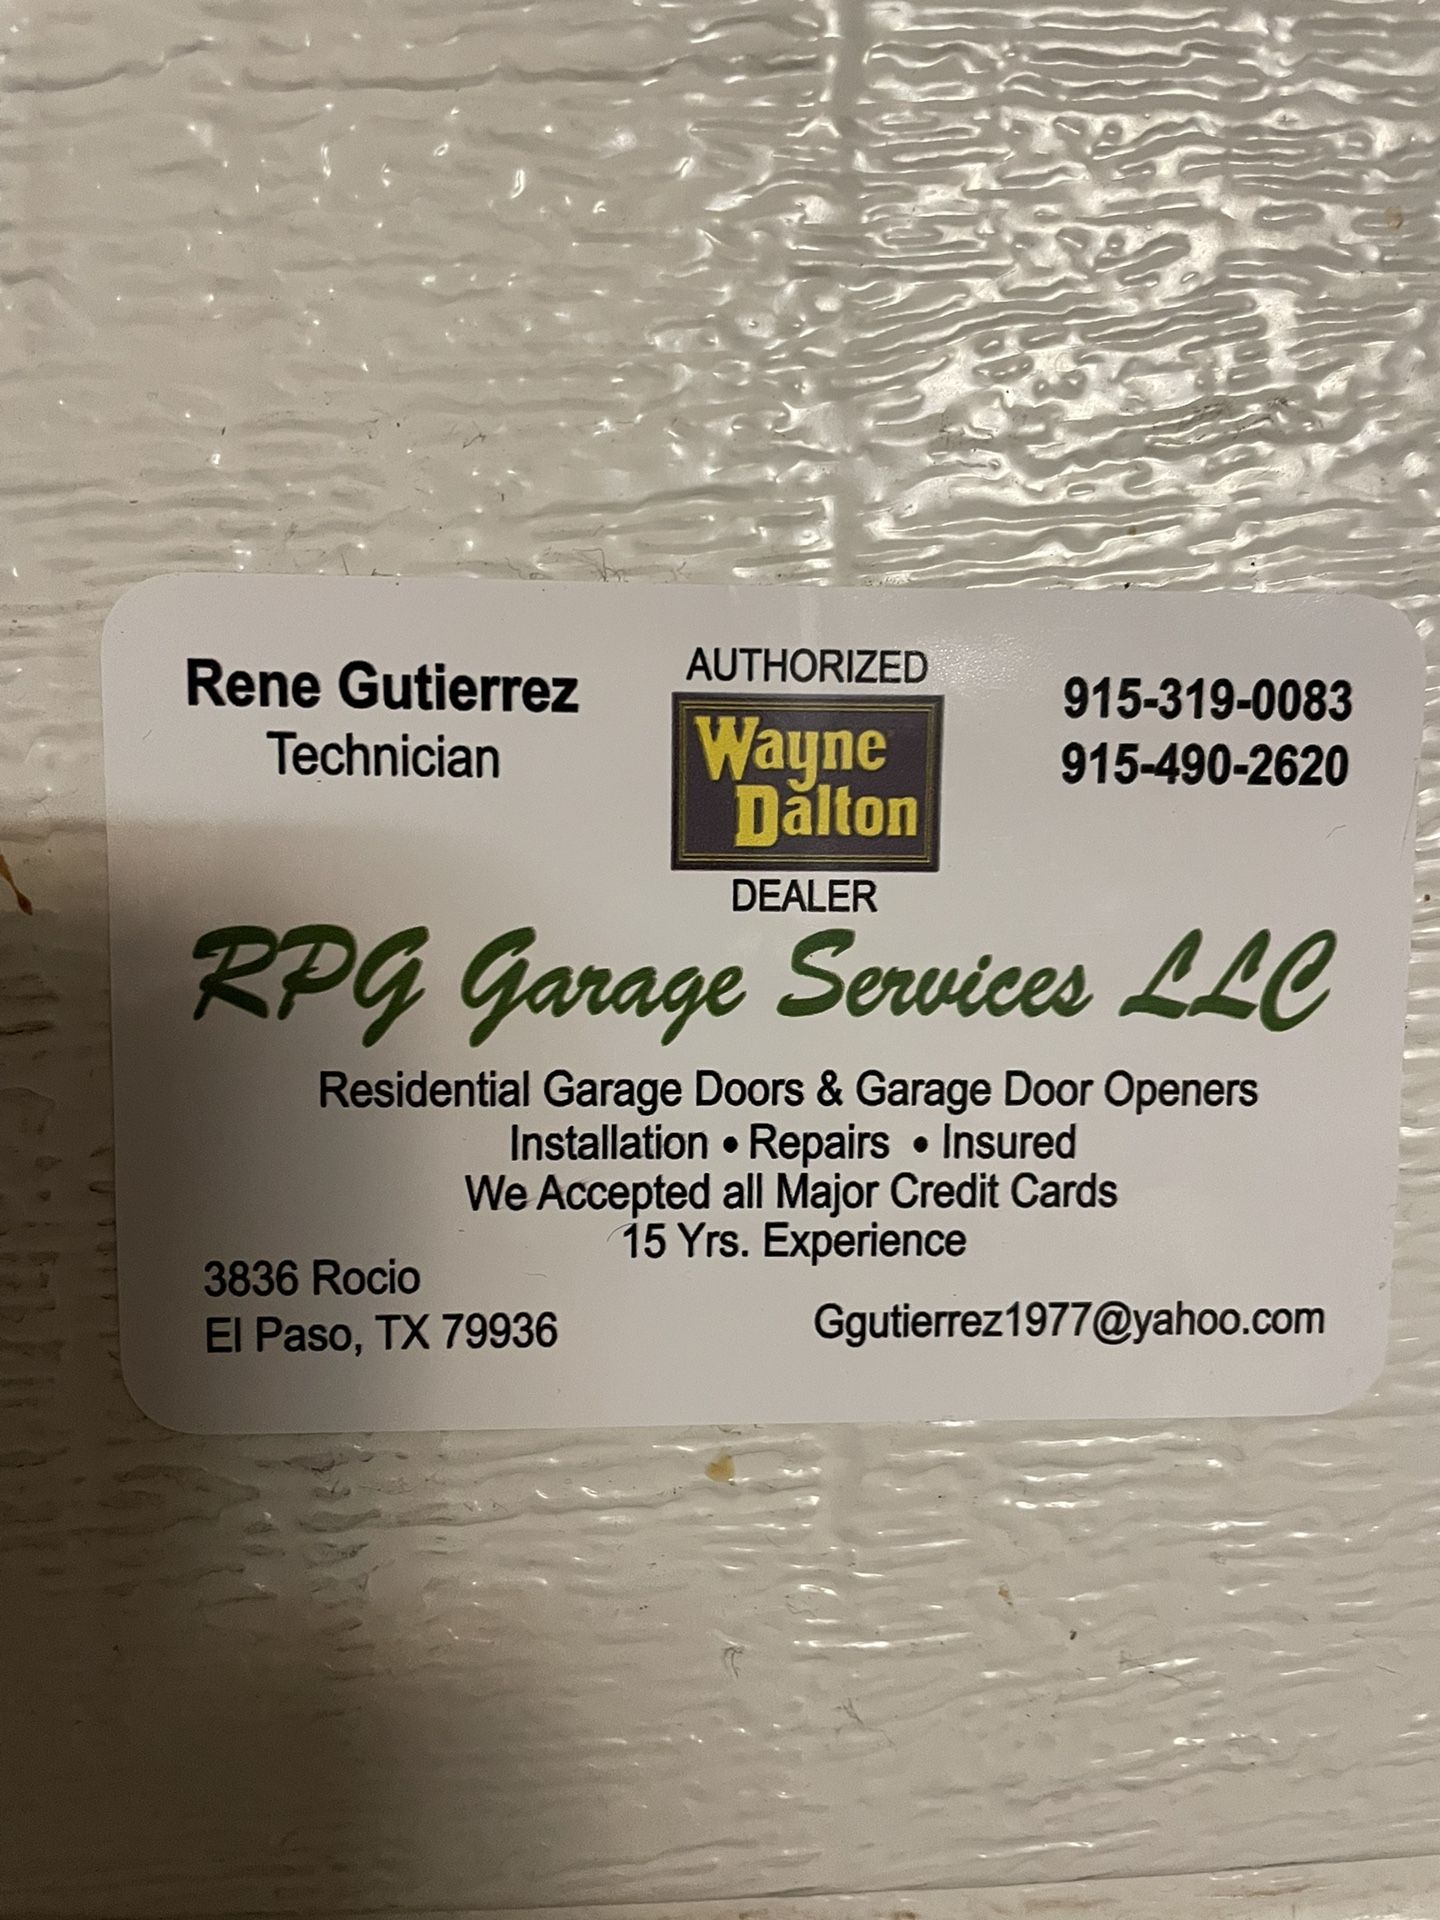 Rene Gutierrez
Technician
AUTHORIZED
Wayne
Dalton
DEALER
915-319-0083
915-490-2620
RPG Garage Services LLC
Residential Garage Doors & Garage Door Openers
Installation • Repairs • Insured
We Accepted all Major Credit Cards
15 Yrs. Experience
3836 Rocio
El Paso, TX 79936
Ggutierrez1977@yahoo.com